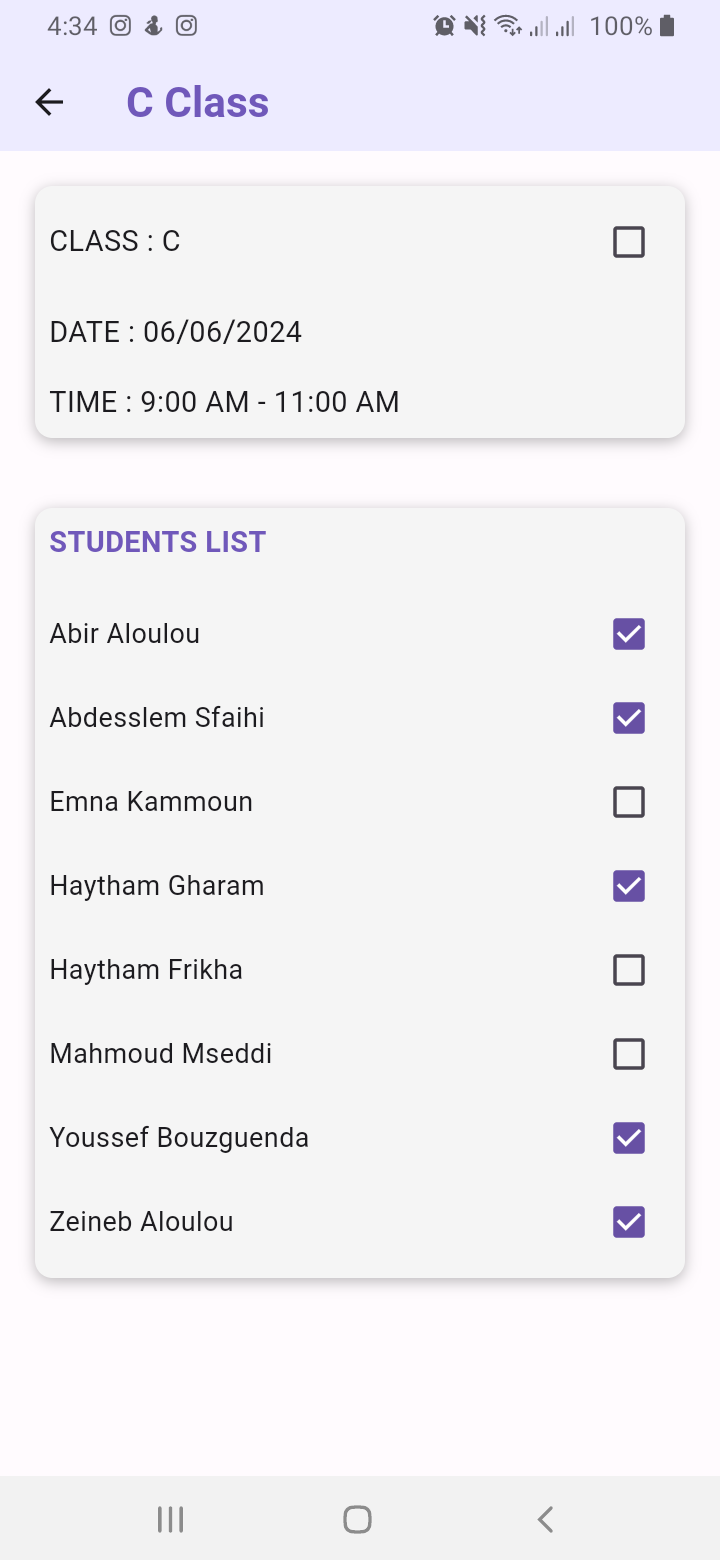 4:34 100%
C Class
CLASS : C
DATE : 06/06/2024
TIME : 9:00 AM - 11:00 AM
STUDENTS LIST
Abir Aloulou
Abdesslem Sfaihi
Emna Kammoun
Haytham Gharam
Haytham Frikha
Mahmoud Mseddi
Youssef Bouzguenda
Zeineb Aloulou